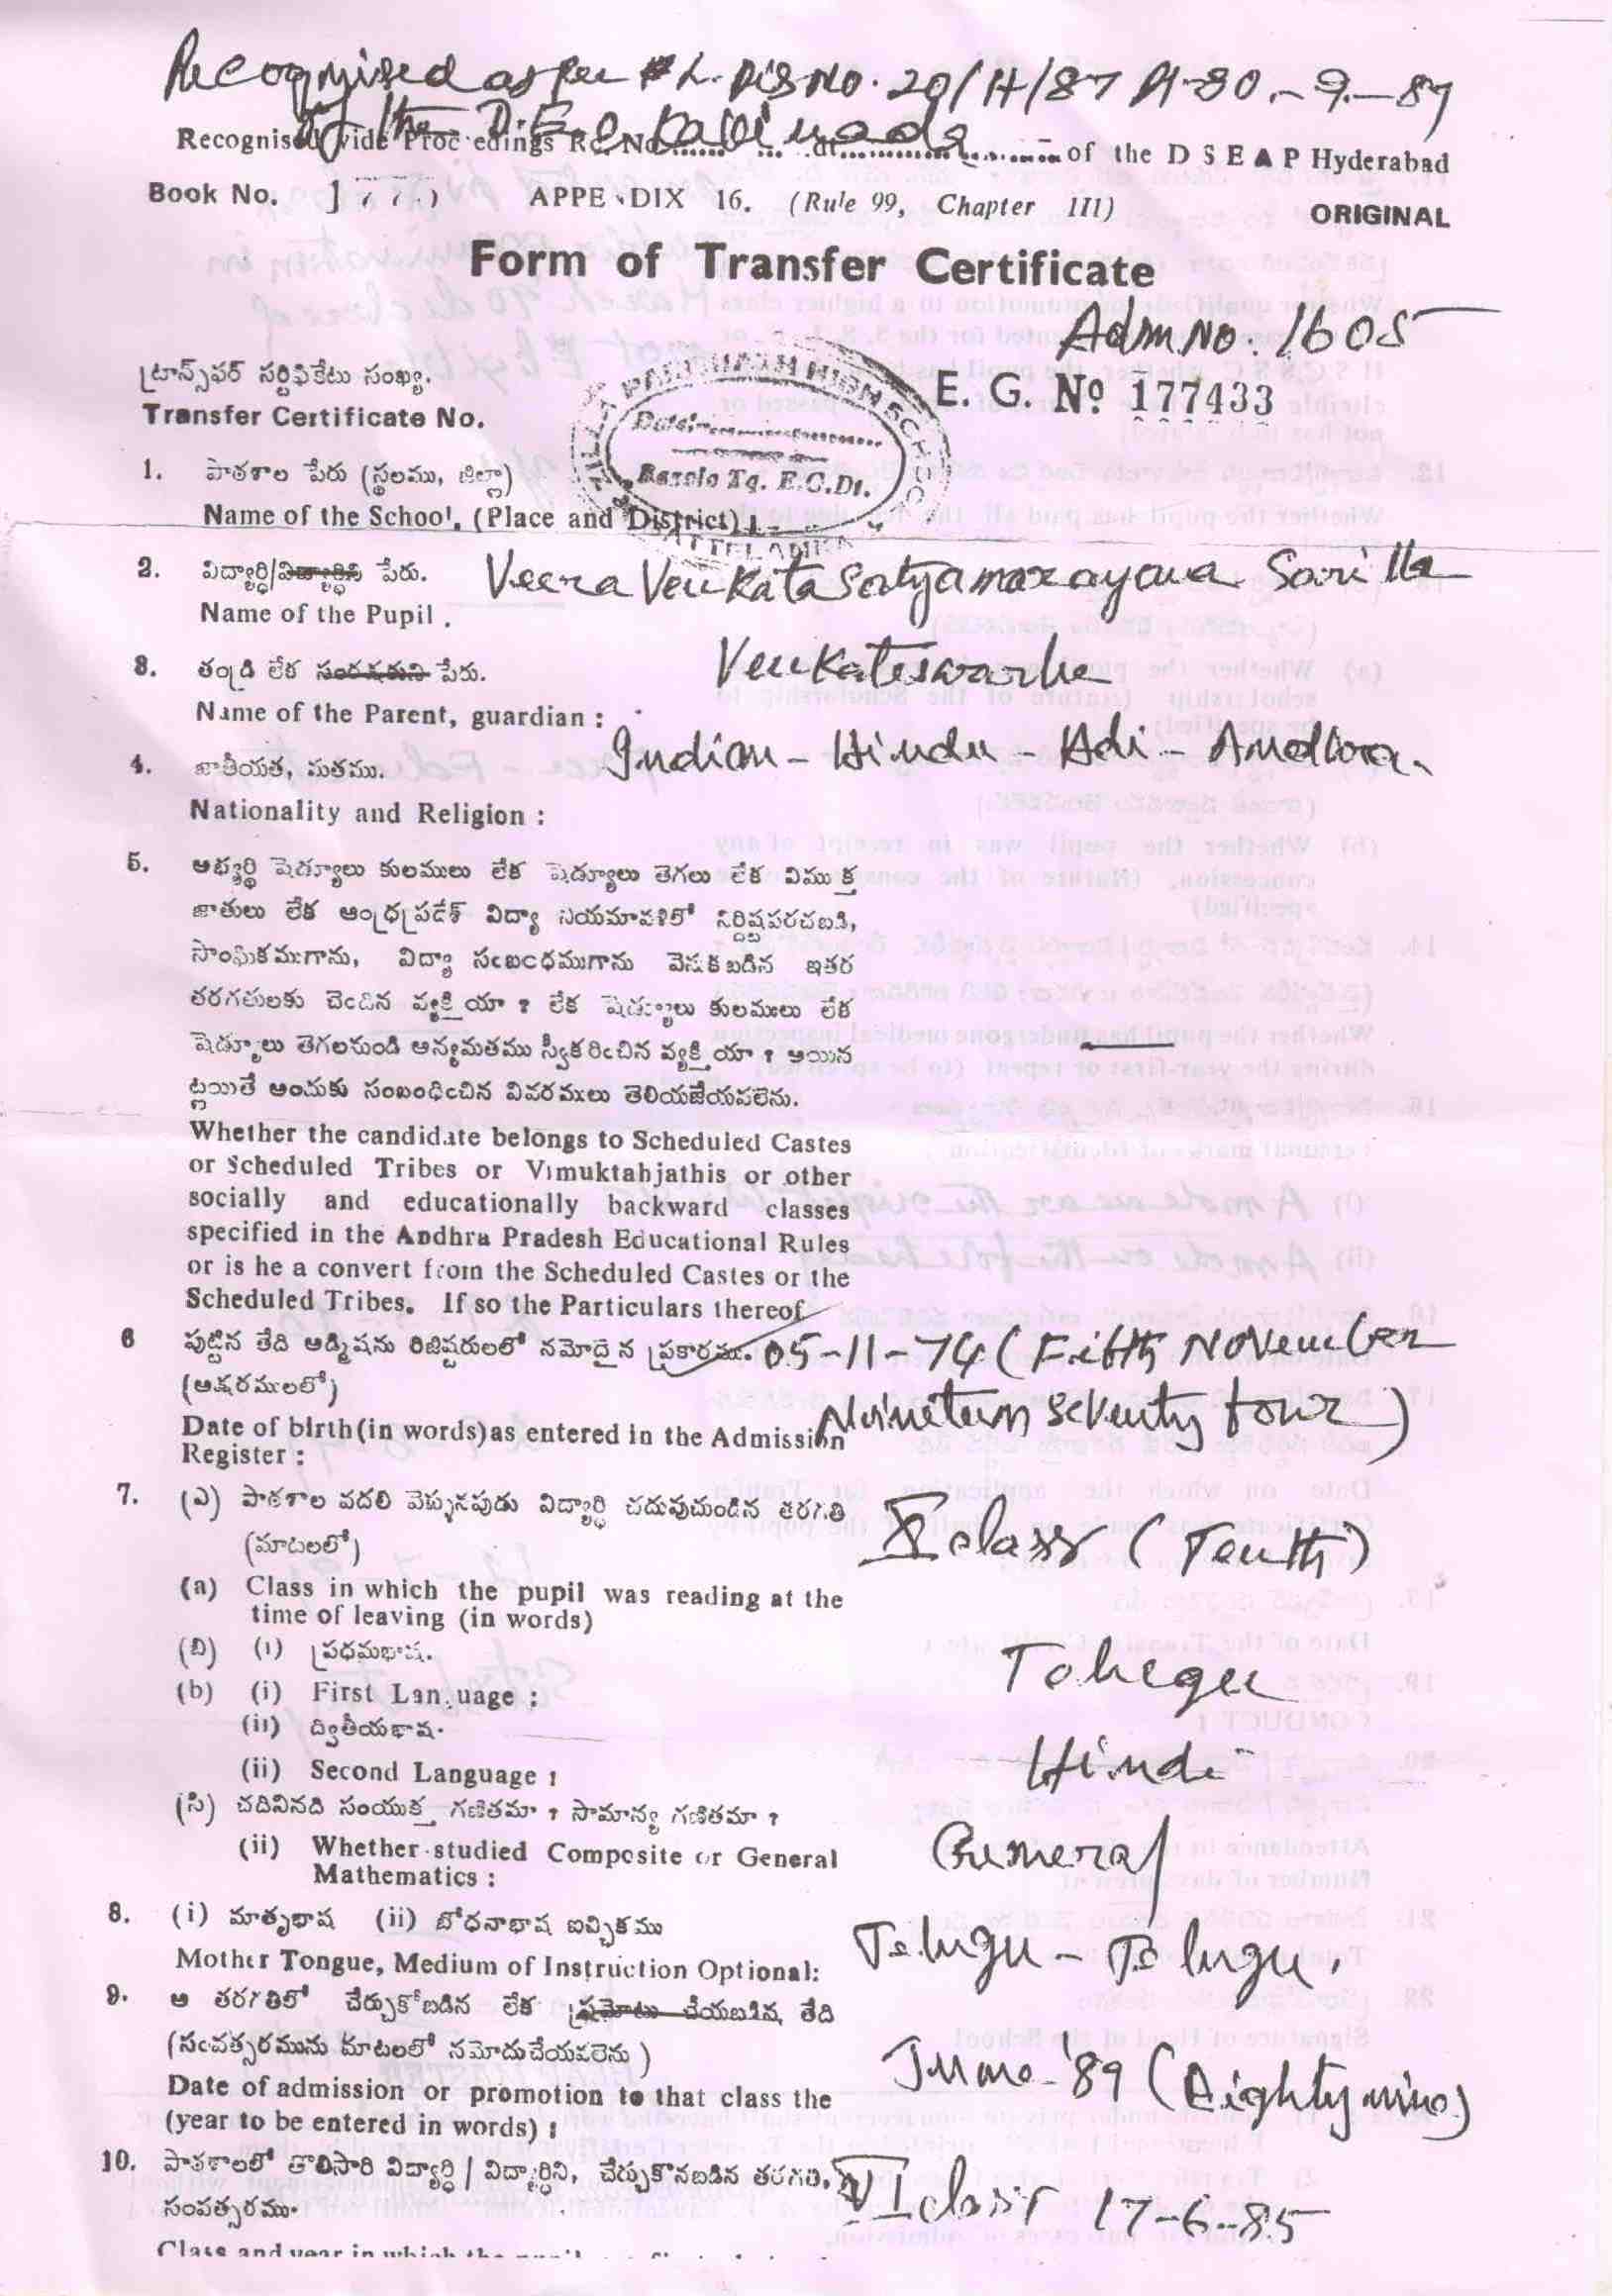 Recognised as per L. Dis No. 20/H/87 Dt-30.-9.-87
of the D.E.O Kakinada
Recognised vide Proceedings Rc. No....... ... .dt.................of the D S E A P Hyderabad
Book No. 1775
APPENDIX 16. (Rule 99, Chapter III)
ORIGINAL
Form of Transfer Certificate
Adm.No. 1605
ట్రాన్స్‌ఫర్ సర్టిఫికేటు సంఖ్య.
E. G. Nº 177433
Transfer Certificate No.
ZILLA PARISHAD HIGH SCHOOL
Date:
Razole Tq. E.G.Dt.
1. పాఠశాల పేరు (స్థలము, జిల్లా)
Name of the School, (Place and District) :
2. విద్యార్థి/విద్యార్థిని పేరు.
Veera Venkata Satyanarayana Sarilla
Name of the Pupil .
3. తండ్రి లేక సంరక్షకుని పేరు.
Venkateswarlu
Name of the Parent, guardian :
4. జాతీయత, మతము.
Indian - Hindu - Adi - Andhra.
Nationality and Religion :
5. అభ్యర్థి షెడ్యూలు కులములు లేక షెడ్యూలు తెగలు లేక విముక్త
జాతులు లేక ఆంధ్రప్రదేశ్ విద్యా నియమావళిలో నిర్దిష్టపరచబడి,
సాంఘికముగాను, విద్యా సంబంధముగాను వెనుకబడిన ఇతర
తరగతులకు చెందిన వ్యక్తియా ? లేక షెడ్యూలు కులములు లేక
షెడ్యూలు తెగలనుండి అన్యమతము స్వీకరించిన వ్యక్తియా ? అయిన
ట్లయితే అందుకు సంబంధించిన వివరములు తెలియజేయవలెను.
Whether the candidate belongs to Scheduled Castes
or Scheduled Tribes or Vimuktahjathis or other
socially and educationally backward classes
specified in the Andhra Pradesh Educational Rules
or is he a convert from the Scheduled Castes or the
Scheduled Tribes. If so the Particulars thereof
6 పుట్టిన తేది అడ్మిషను రిజిష్టరులలో నమోదైన ప్రకారము. 05-11-74 (Fifth November
(అక్షరములలో)
Nineteen Seventy four)
Date of birth (in words) as entered in the Admission
Register :
7. (ఎ) పాఠశాల వదలి వెళ్ళునపుడు విద్యార్థి చదువుచుండిన తరగతి
(మాటలలో)
X class (Tenth)
(a) Class in which the pupil was reading at the
time of leaving (in words)
(బి) (i) ప్రధమభాష.
Telugu
(b) (i) First Language :
(ii) ద్వితీయభాష.
Hindi
(ii) Second Language :
(సి) చదివినది సంయుక్త గణితమా ? సామాన్య గణితమా ?
(ii) Whether studied Composite or General
Mathematics :
General
8. (i) మాతృభాష (ii) బోధనాభాష ఐచ్ఛికము
Telugu - Telugu.
Mother Tongue, Medium of Instruction Optional:
9. ఆ తరగతిలో చేర్చుకోబడిన లేక ప్రమోటు చేయబడిన తేది
(సంవత్సరమును మాటలలో నమోదుచేయవలెను)
June '89 (Eighty nine)
Date of admission or promotion to that class the
(year to be entered in words) :
10. పాఠశాలలో తొలిసారి విద్యార్థి / విద్యార్థిని, చేర్చుకొనబడిన తరగతి,
సంవత్సరము.
VI class 17-6-85
Class and year in which the